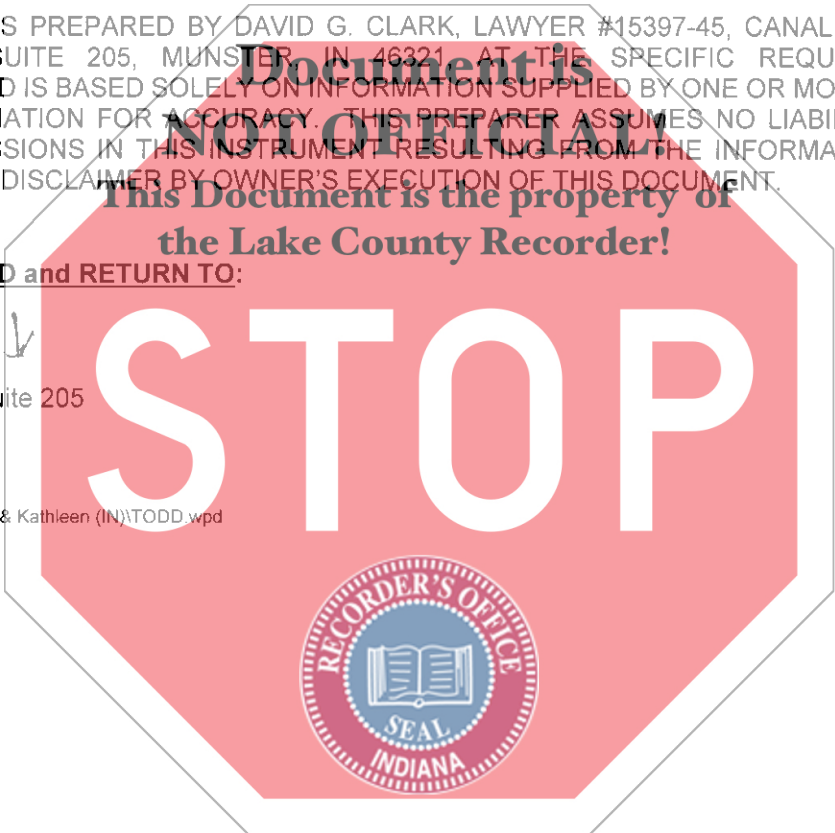 S PREPARED BY DAVID G. CLARK, LAWYER #15397-45, CANAL
SUITE 205, MUNSTER, IN 46321 AT THE SPECIFIC REQU
D IS BASED SOLELY ON INFORMATION SUPPLIED BY ONE OR MO
ATION FOR ACCURACY. THIS PREPARER ASSUMES NO LIABI
SIONS IN THIS INSTRUMENT RESULTING FROM THE INFORMA
DISCLAIMER BY OWNER'S EXECUTION OF THIS DOCUMENT.
Document is
NOT OFFICIAL!
This Document is the property of
the Lake County Recorder!
D and RETURN TO:
uite 205
STOP
& Kathleen (IN)\TODD.wpd
RECORDER'S OFFICE
SEAL
INDIANA